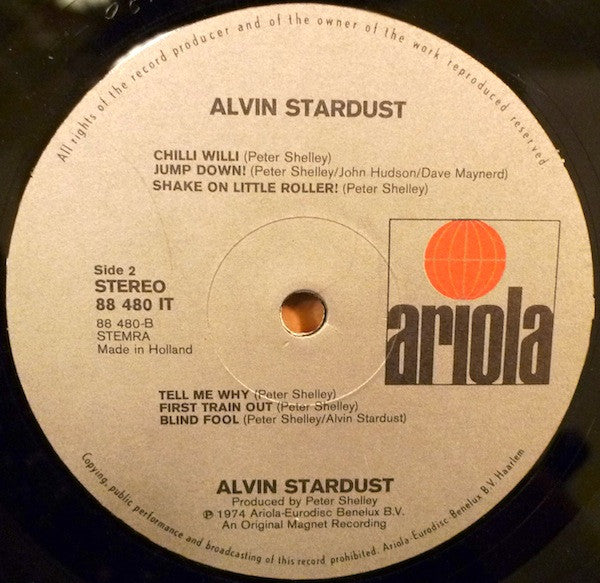 All rights of the record producer and of the owner of the work reproduced reserved
ALVIN STARDUST
CHILLI WILLI (Peter Shelley)
JUMP DOWN! (Peter Shelley/John Hudson/Dave Maynerd)
SHAKE ON LITTLE ROLLER! (Peter Shelley)
Side 2
STEREO
88 480 IT
88 480-B
STEMRA
Made in Holland
ariola
TELL ME WHY (Peter Shelley)
FIRST TRAIN OUT (Peter Shelley)
BLIND FOOL (Peter Shelley/Alvin Stardust)
ALVIN STARDUST
Produced by Peter Shelley
℗ 1974 Ariola-Eurodisc Benelux B.V.
An Original Magnet Recording
Copying, public performance and broadcasting of this record prohibited. Ariola-Eurodisc Benelux B.V. Haarlem